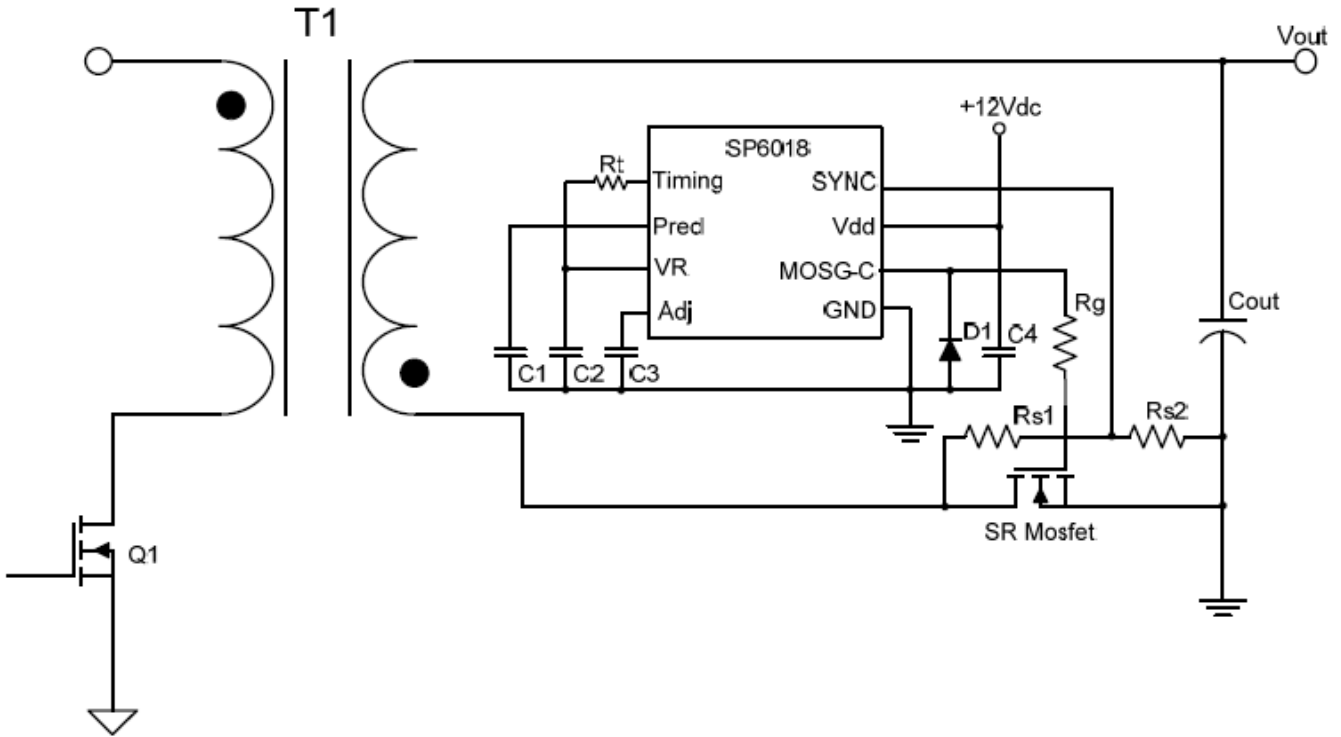 T1
Vout
+12Vdc
SP6018
Rt
Timing
SYNC
Pred
Vdd
VR
MOSG-C
Adj
GND
Rg
Cout
D1
C4
C1
C2
C3
Rs1
Rs2
SR Mosfet
Q1